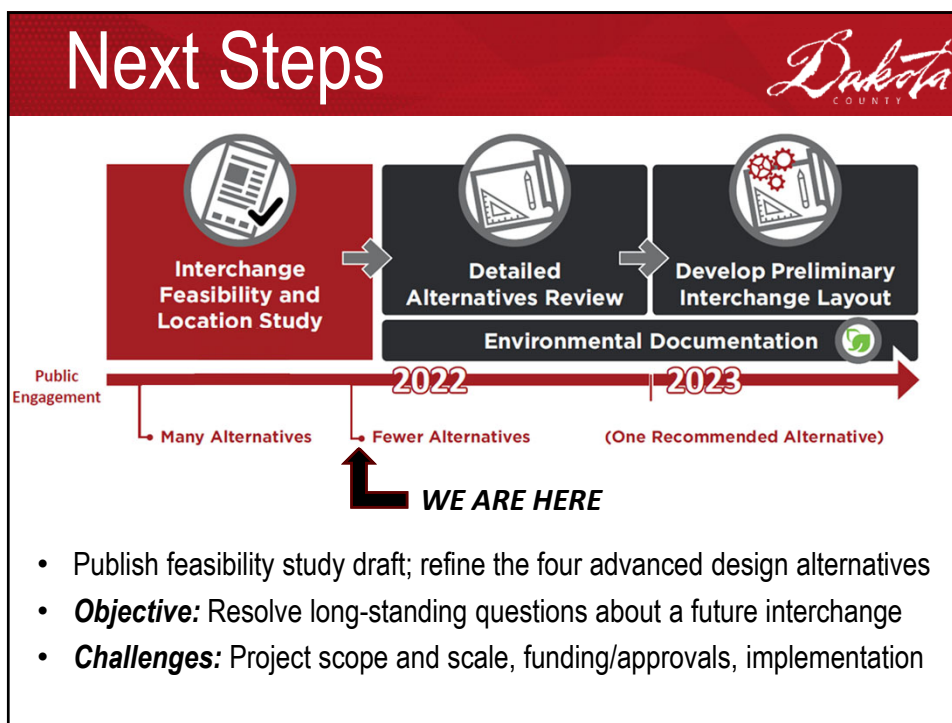 Next Steps
Dakota
COUNTY
Interchange
Feasibility and
Location Study
Detailed
Alternatives Review
Develop Preliminary
Interchange Layout
Environmental Documentation
Public
Engagement
2022
2023
Many Alternatives
Fewer Alternatives
(One Recommended Alternative)
WE ARE HERE
• Publish feasibility study draft; refine the four advanced design alternatives
• Objective: Resolve long-standing questions about a future interchange
• Challenges: Project scope and scale, funding/approvals, implementation